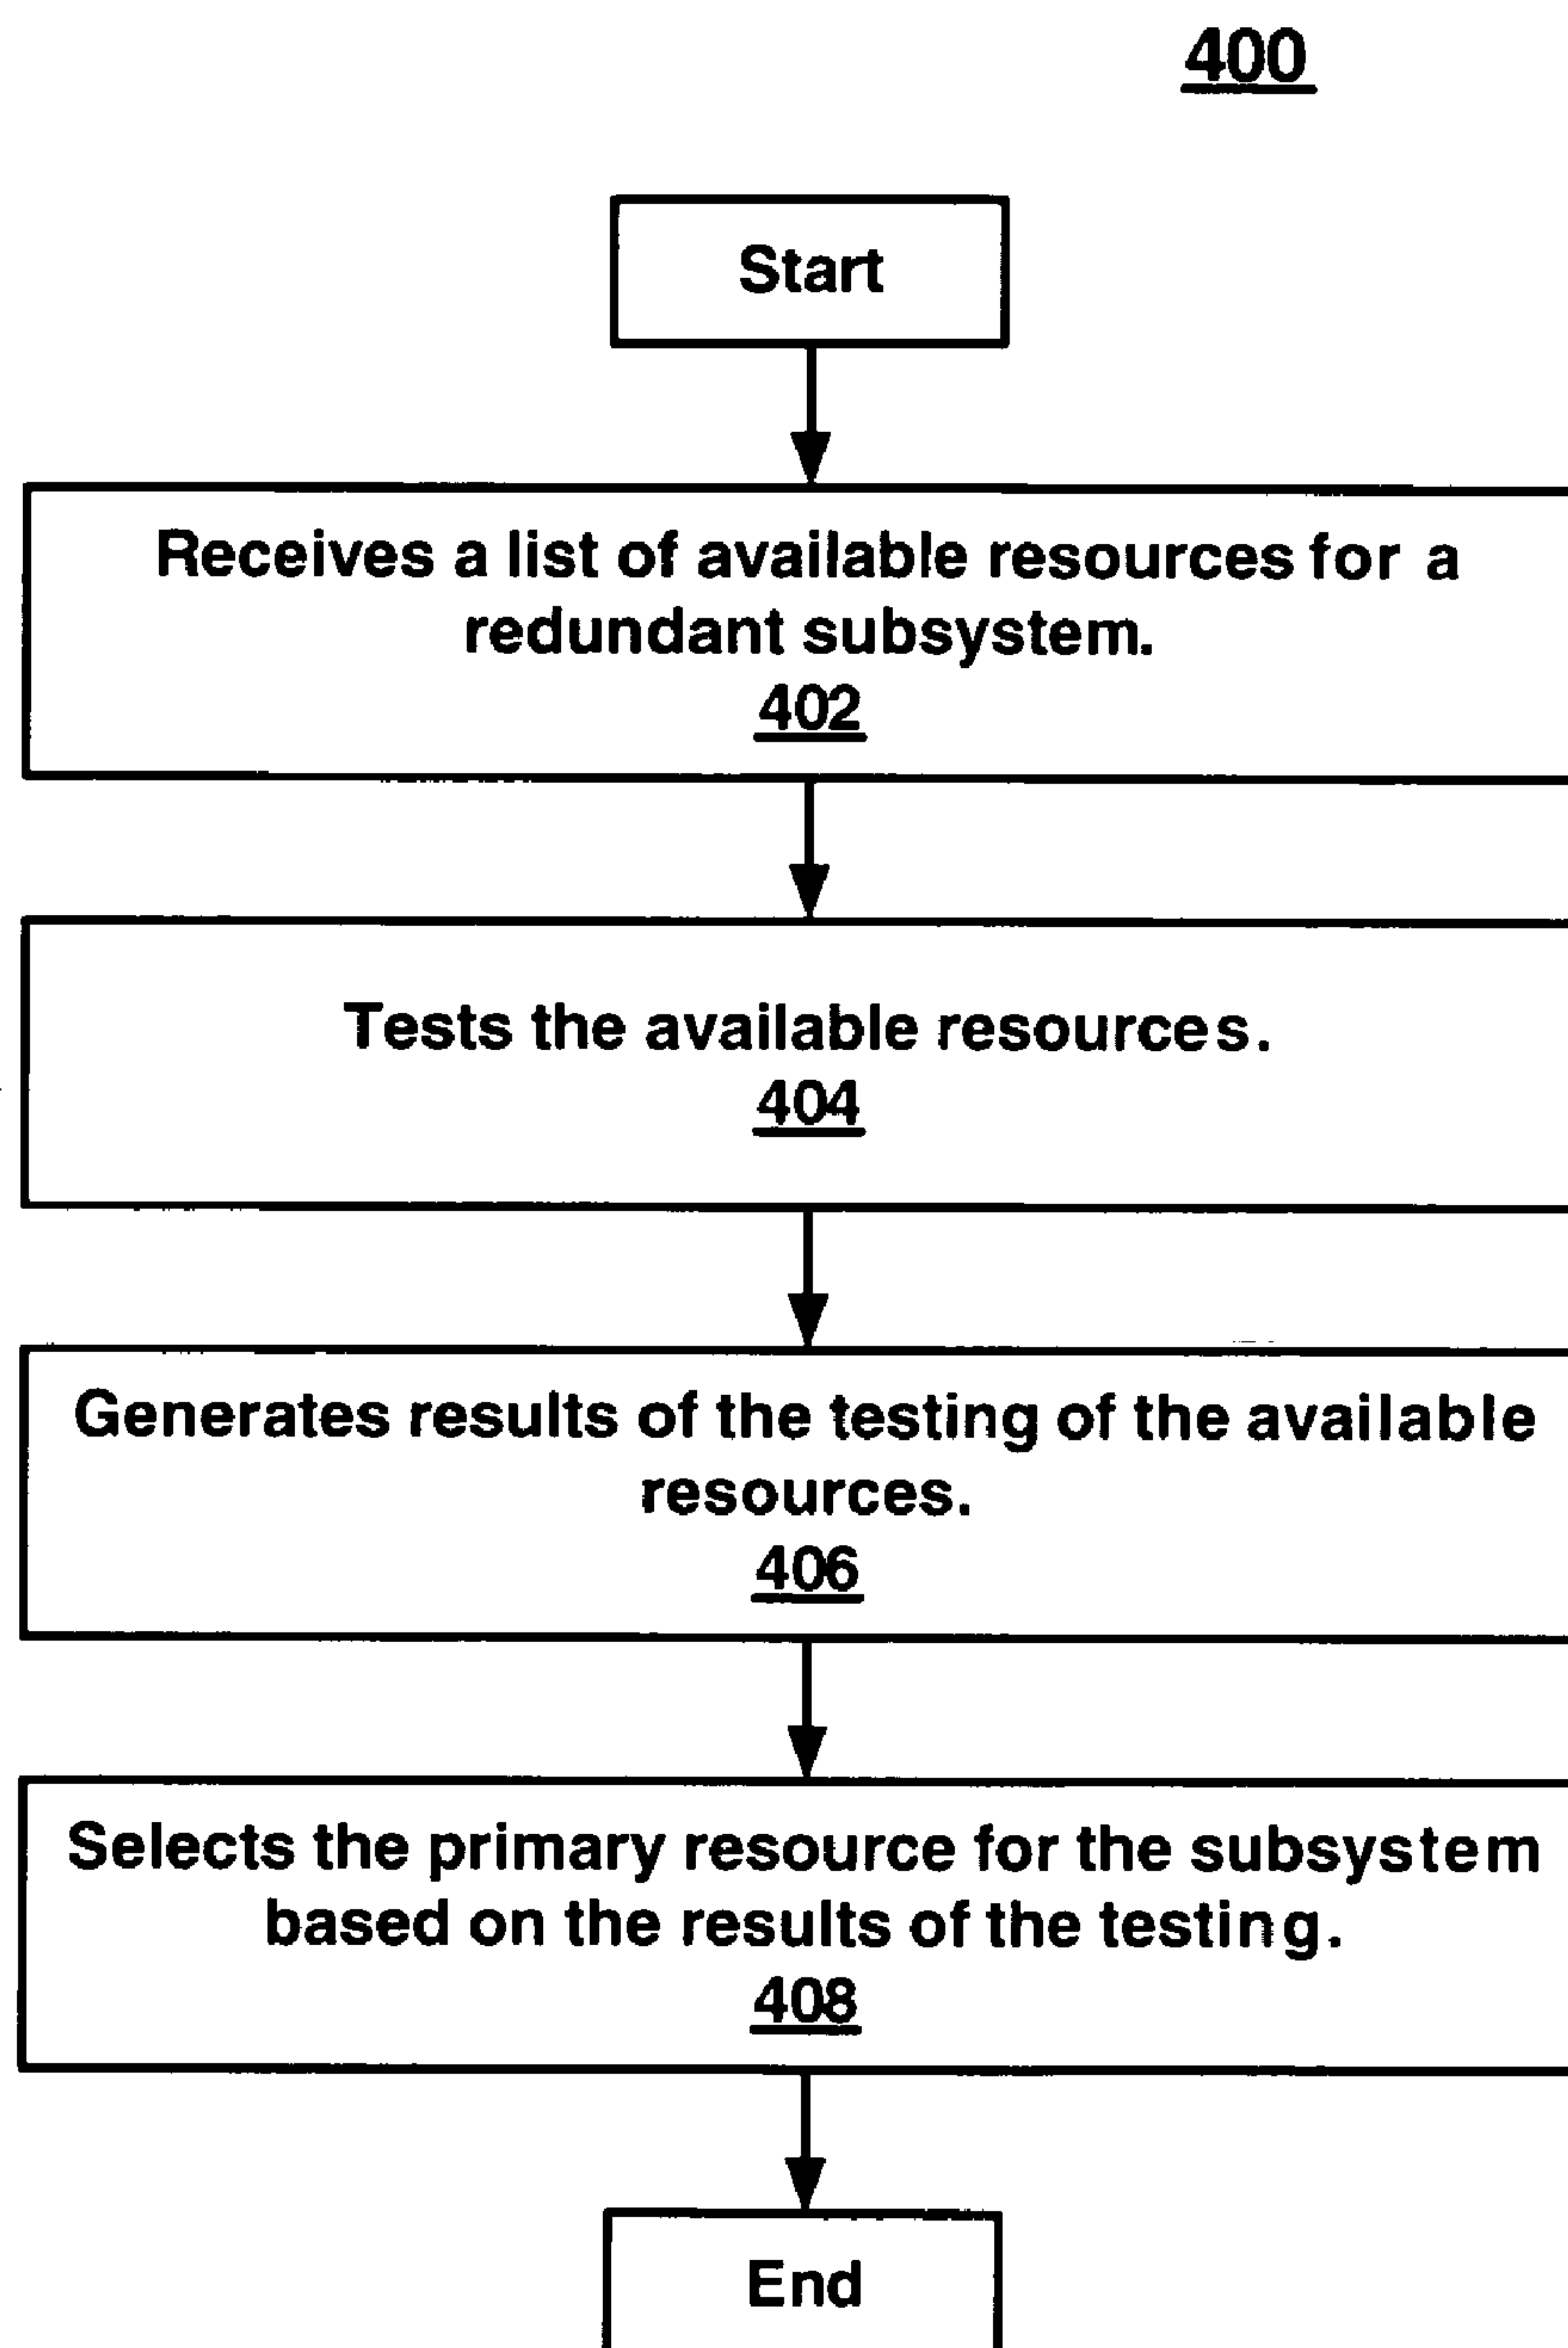 400
Start
Receives a list of available resources for a
redundant subsystem.
402
Tests the available resources.
404
Generates results of the testing of the available
resources.
406
Selects the primary resource for the subsystem
based on the results of the testing.
408
End